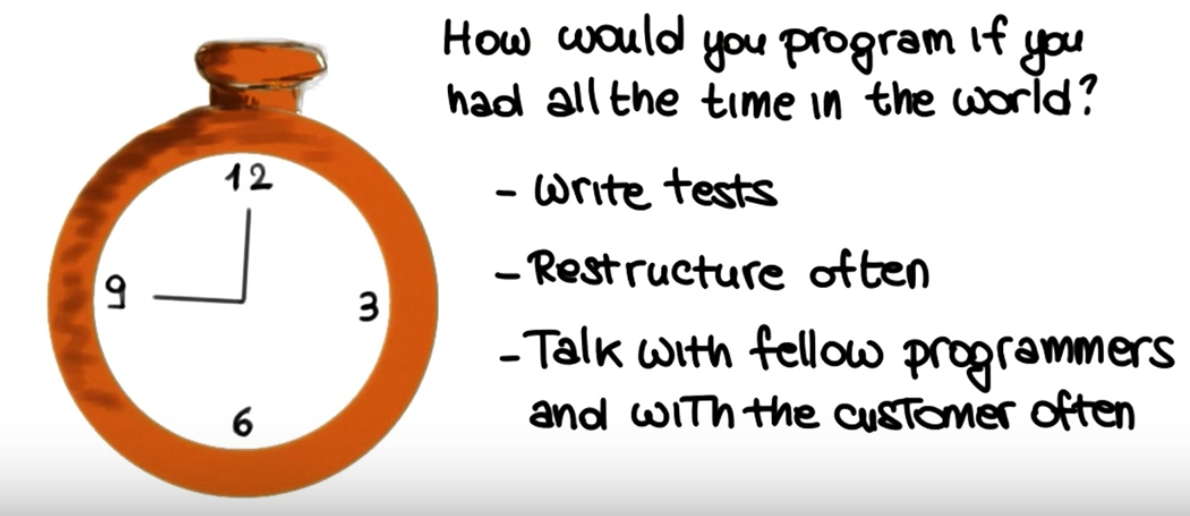 How would you program if you
had all the time in the world?
- Write tests
- Restructure often
- Talk with fellow programmers
and with the customer often
12
9
3
6